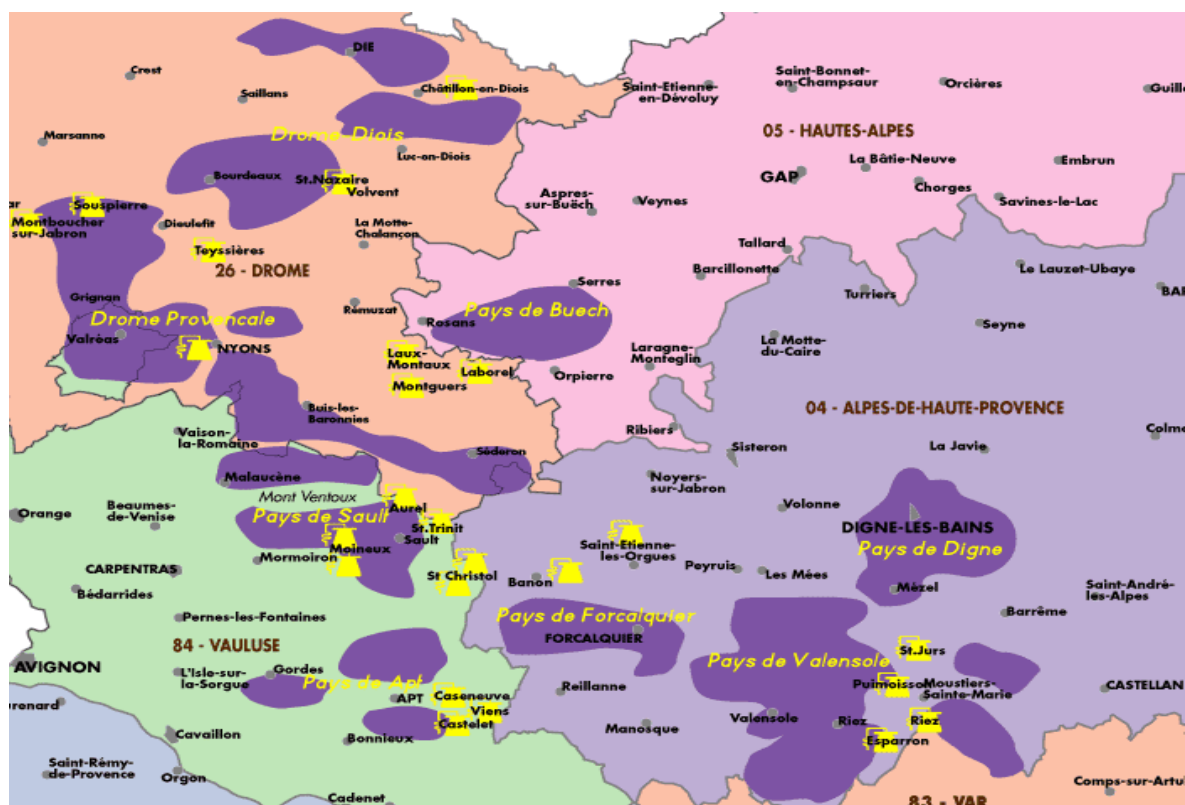 DIE
Crest
Châtillon-en-Diois
Saillans
Saint-Etienne
en-Dévoluy
Saint-Bonnet-
en-Champsaur
Orcières
Marsanne
Drome-Diois
Luc-en-Diois
05 - HAUTES-ALPES
La Bâtie-Neuve
Embrun
Bourdeaux
St.Nazaire
Volvent
GAP
Chorges
Aspres-
sur-Buëch
Veynes
Savines-le-Lac
Souspierre
Montboucher
sur-Jabron
Dieulefit
La Motte-
Chalançon
Teyssières
Tallard
26 - DROME
Barcillonette
Le Lauzet-Ubaye
Serres
Turriers
Grignan
Rémuzat
Drome Provencale
Pays de Buech
Rosans
Seyne
Valréas
NYONS
La Motte-
du-Caire
Laux-
Montaux
Laragne-
Monteglin
Laborel
Orpierre
Montguers
Buis-les-
Baronnies
04 - ALPES-DE-HAUTE-PROVENCE
Ribiers
Vaison-
la-Romaine
Sisteron
La Javie
Séderon
Malaucène
Noyers-
sur-Jabron
Mont Ventoux
Volonne
Beaumes-
de-Venise
Aurel
Orange
Pays de Sault
St.Trinit
Sault
DIGNE-LES-BAINS
Moineux
Saint-Etienne
-les-Orgues
Pays de Digne
Mormoiron
CARPENTRAS
St Christol
Banon
Peyruis
Les Mées
Bédarrides
Mézel
Saint-André
les-Alpes
Pernes-les-Fontaines
Pays de Forcalquier
Barrême
FORCALQUIER
84 - VAULUSE
St.Jurs
AVIGNON
Pays de Valensole
L'Isle-sur-
la-Sorgue
Gordes
Pays de Apt
Puimoisson
Moustiers-
Sainte-Marie
Reillanne
APT
Caseneuve
Viens
Valensole
Riez
Riez
Castelet
Manosque
Cavaillon
Bonnieux
Esparron
Saint-Rémy-
de-Provence
Orgon
Comps-sur-Artu
Cadenet
83 - VAR